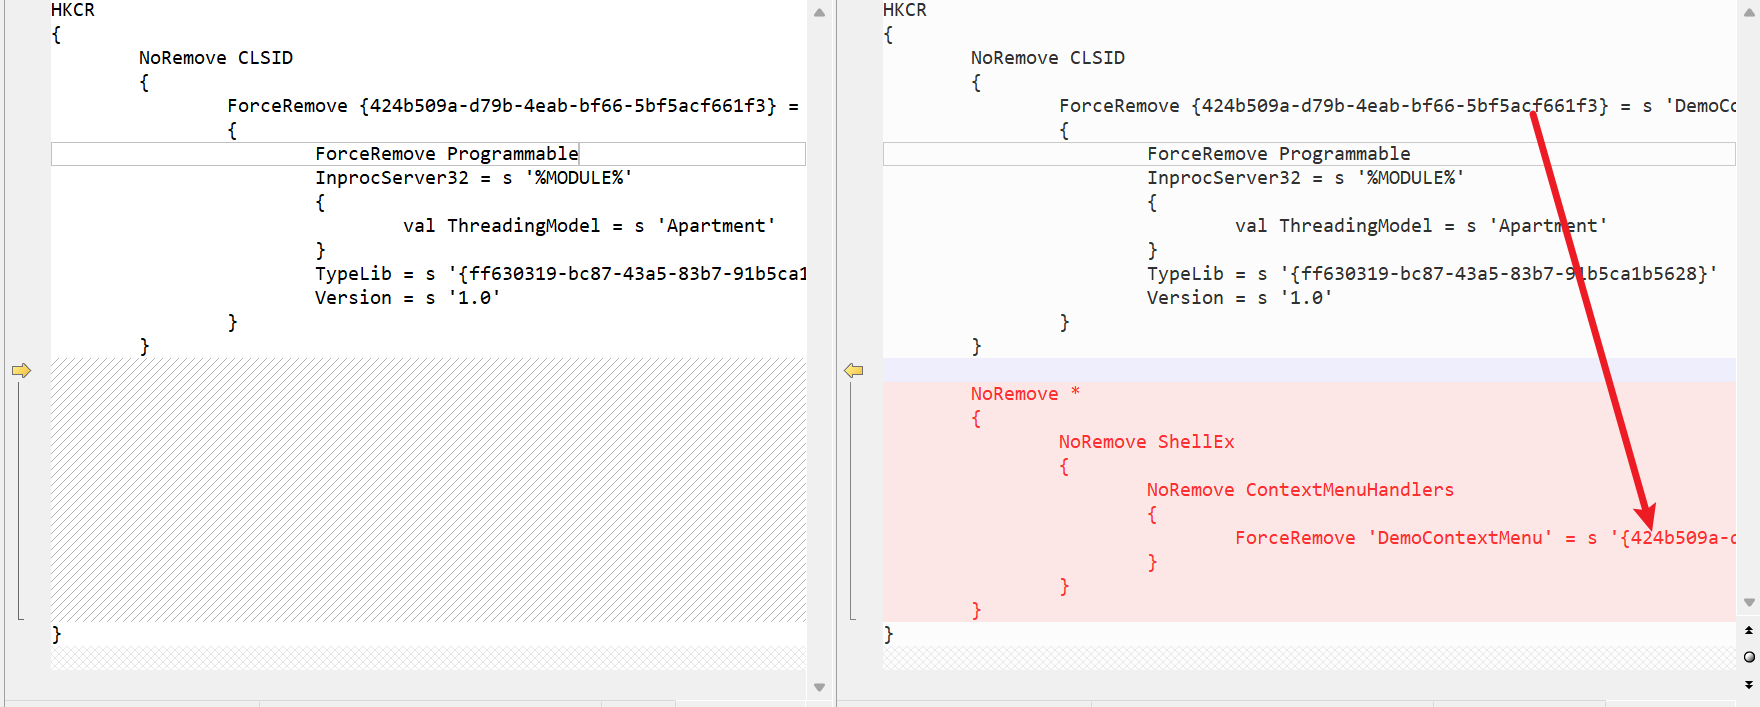 HKCR
{
NoRemove CLSID
{
ForceRemove {424b509a-d79b-4eab-bf66-5bf5acf661f3} =
{
ForceRemove Programmable
InprocServer32 = s '%MODULE%'
{
val ThreadingModel = s 'Apartment'
}
TypeLib = s '{ff630319-bc87-43a5-83b7-91b5ca1
Version = s '1.0'
}
}
}
HKCR
{
NoRemove CLSID
{
ForceRemove {424b509a-d79b-4eab-bf66-5bf5acf661f3} = s 'DemoCo
{
ForceRemove Programmable
InprocServer32 = s '%MODULE%'
{
val ThreadingModel = s 'Apartment'
}
TypeLib = s '{ff630319-bc87-43a5-83b7-91b5ca1b5628}'
Version = s '1.0'
}
}
NoRemove *
{
NoRemove ShellEx
{
NoRemove ContextMenuHandlers
{
ForceRemove 'DemoContextMenu' = s '{424b509a-d
}
}
}
}